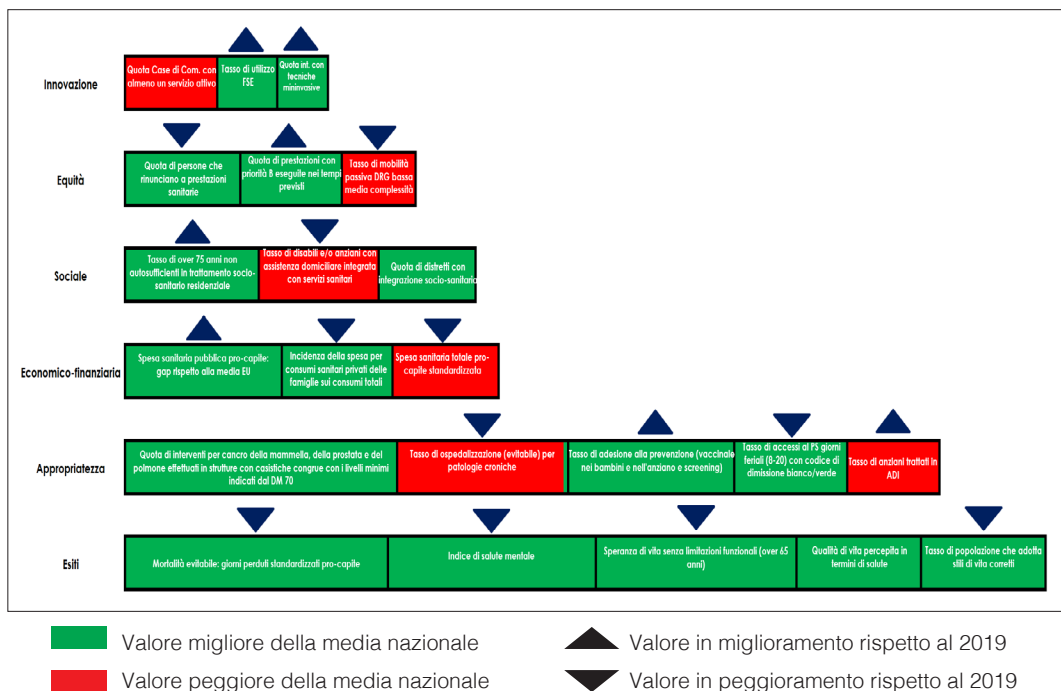 Innovazione
Quota Case di Com. con
almeno un servizio attivo
Tasso di utilizzo
FSE
Quota int. con
tecniche
mininvasive
Equità
Quota di persone che
rinunciano a prestazioni
sanitarie
Quota di prestazioni con
priorità B eseguite nei tempi
previsti
Tasso di mobilità
passiva DRG bassa
media complessità
Sociale
Tasso di over 75 anni non
autosufficienti in trattamento socio-
sanitario residenziale
Tasso di disabili e/o anziani con
assistenza domiciliare integrata
con servizi sanitari
Quota di distretti con
integrazione socio-sanitaria
Economico-finanziaria
Spesa sanitaria pubblica pro-capite:
gap rispetto alla media EU
Incidenza della spesa per
consumi sanitari privati delle
famiglie sui consumi totali
Spesa sanitaria totale pro-
capite standardizzata
Appropriatezza
Quota di interventi per cancro della mammella, della prostata e del
polmone effettuati in strutture con casistiche congrue con i livelli minimi
indicati dal DM 70
Tasso di ospedalizzazione (evitabile) per
patologie croniche
Tasso di adesione alla prevenzione (vaccinale
nei bambini e nell'anziano e screening)
Tasso di accessi al PS giorni
feriali (8-20) con codice di
dimissione bianco/verde
Tasso di anziani trattati in
ADI
Esiti
Mortalità evitabile: giorni perduti standardizzati pro-capite
Indice di salute mentale
Speranza di vita senza limitazioni funzionali (over 65
anni)
Qualità di vita percepita in
termini di salute
Tasso di popolazione che adotta
stili di vita corretti
Valore migliore della media nazionale
Valore in miglioramento rispetto al 2019
Valore peggiore della media nazionale
Valore in peggioramento rispetto al 2019